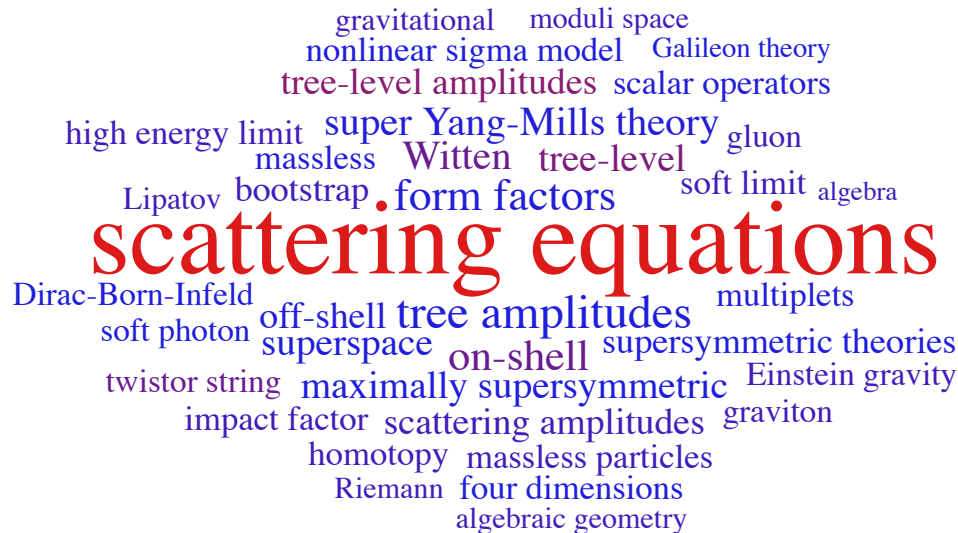 gravitational moduli space
nonlinear sigma model Galileon theory
tree-level amplitudes scalar operators
high energy limit super Yang-Mills theory gluon
massless Witten tree-level
Lipatov bootstrap form factors soft limit algebra
scattering equations
Dirac-Born-Infeld off-shell tree amplitudes multiplets
soft photon superspace on-shell supersymmetric theories
twistor string maximally supersymmetric Einstein gravity
impact factor scattering amplitudes graviton
homotopy massless particles
Riemann four dimensions
algebraic geometry